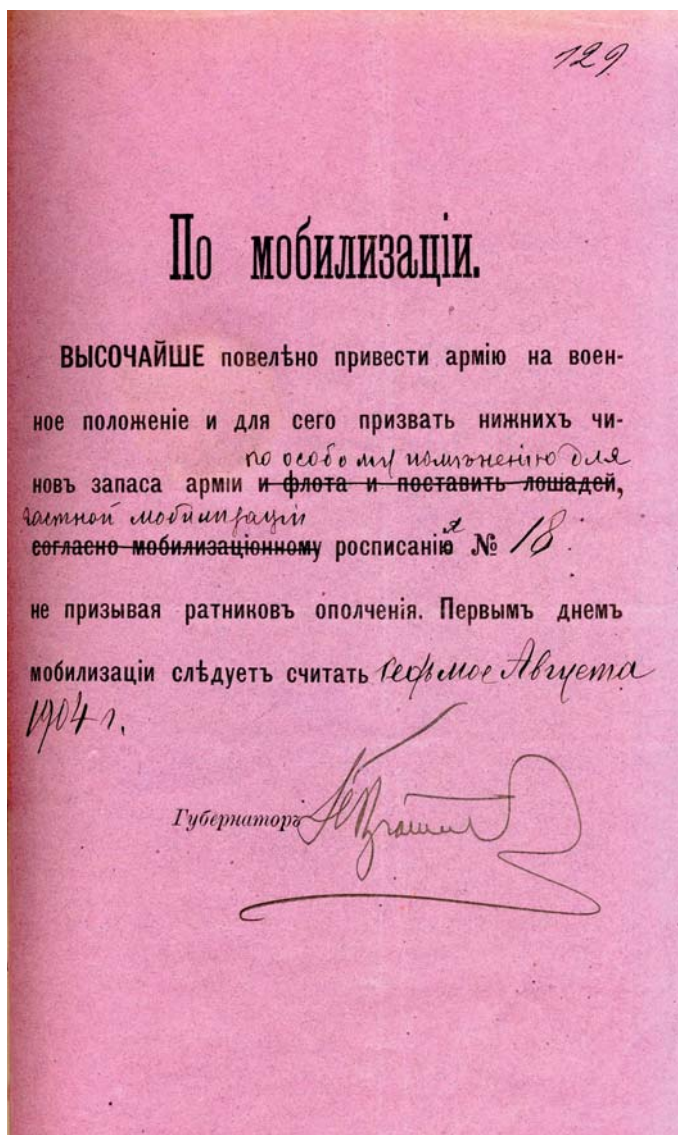 129
По мобилизаціи.
ВЫСОЧАЙШЕ повелѣно привести армію на воен-
ное положеніе и для сего призвать нижнихъ чи-
по особому измѣненію для
новъ запаса арміи и флота и поставить лошадей,
частной мобилизаціи
согласно мобилизаціонному росписанія № 18
не призывая ратниковъ ополченія. Первымъ днемъ
мобилизаціи слѣдуетъ считать седьмое Августа
1904 г.
Губернаторъ